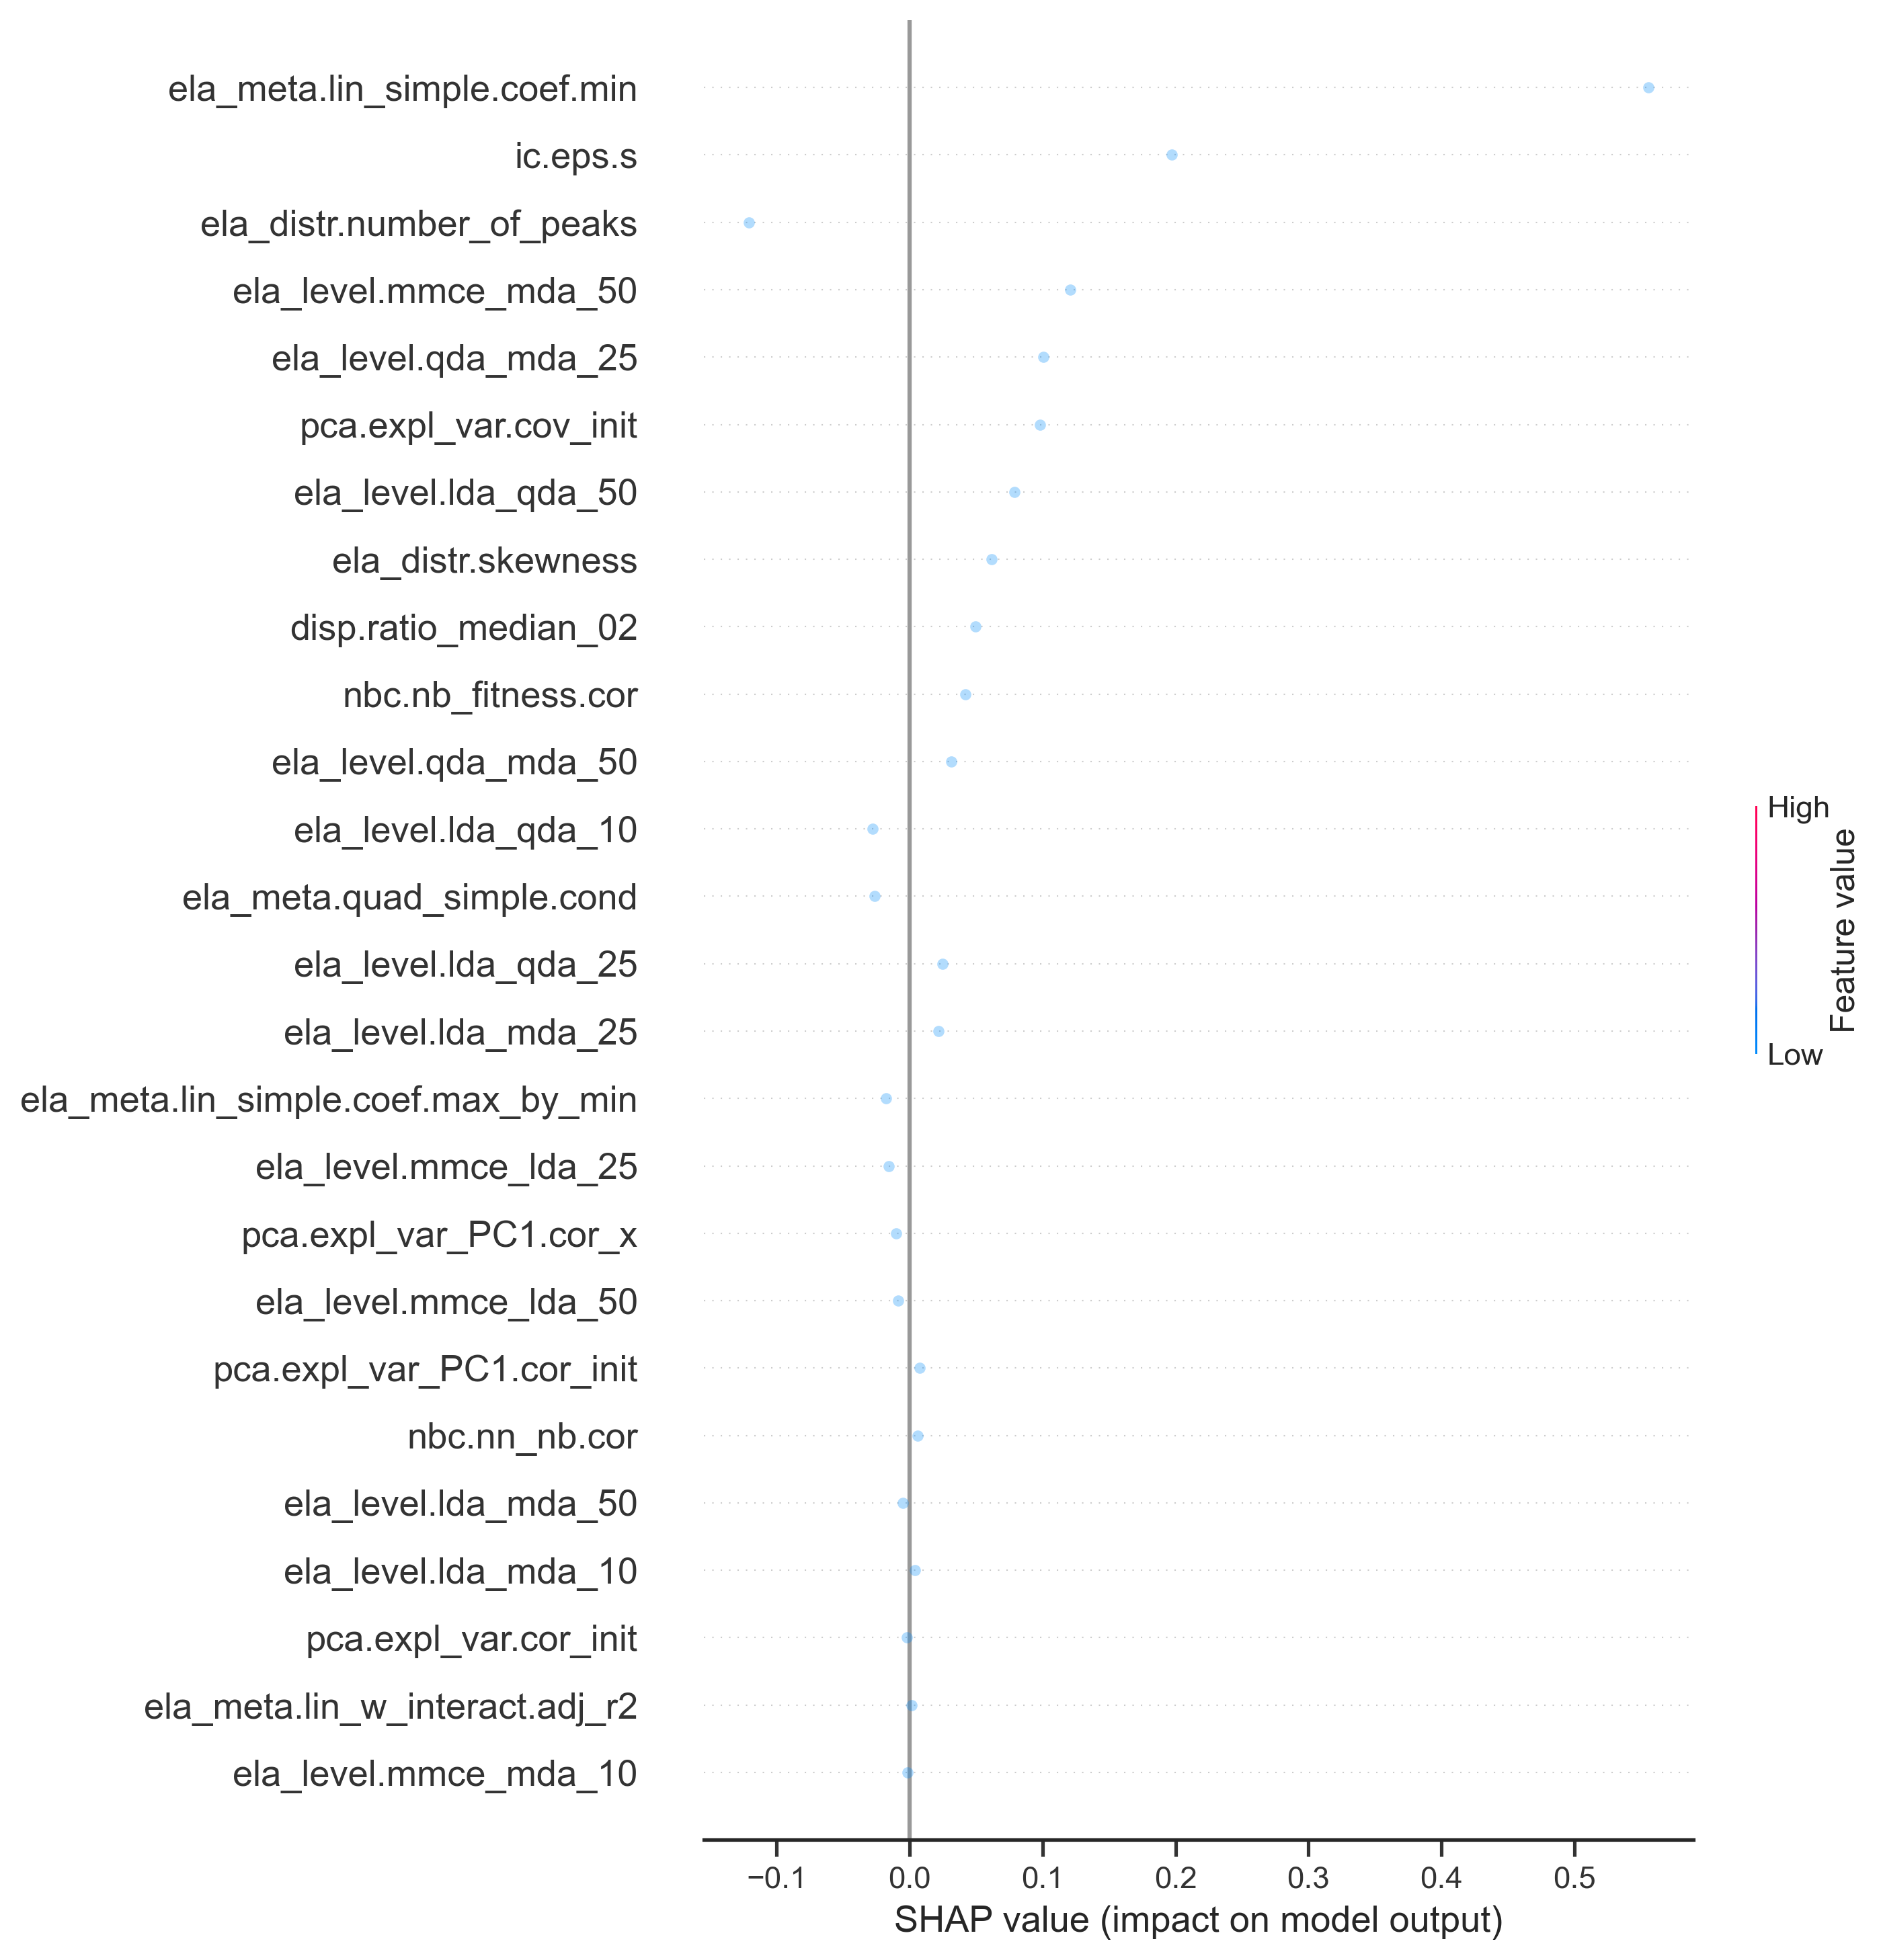 ela_meta.lin_simple.coef.min
ic.eps.s
ela_distr.number_of_peaks
ela_level.mmce_mda_50
ela_level.qda_mda_25
pca.expl_var.cov_init
ela_level.lda_qda_50
ela_distr.skewness
disp.ratio_median_02
nbc.nb_fitness.cor
ela_level.qda_mda_50
ela_level.lda_qda_10
ela_meta.quad_simple.cond
ela_level.lda_qda_25
ela_level.lda_mda_25
ela_meta.lin_simple.coef.max_by_min
ela_level.mmce_lda_25
pca.expl_var_PC1.cor_x
ela_level.mmce_lda_50
pca.expl_var_PC1.cor_init
nbc.nn_nb.cor
ela_level.lda_mda_50
ela_level.lda_mda_10
pca.expl_var.cor_init
ela_meta.lin_w_interact.adj_r2
ela_level.mmce_mda_10
−0.1 0.0 0.1 0.2 0.3 0.4 0.5
SHAP value (impact on model output)
High
Feature value
Low